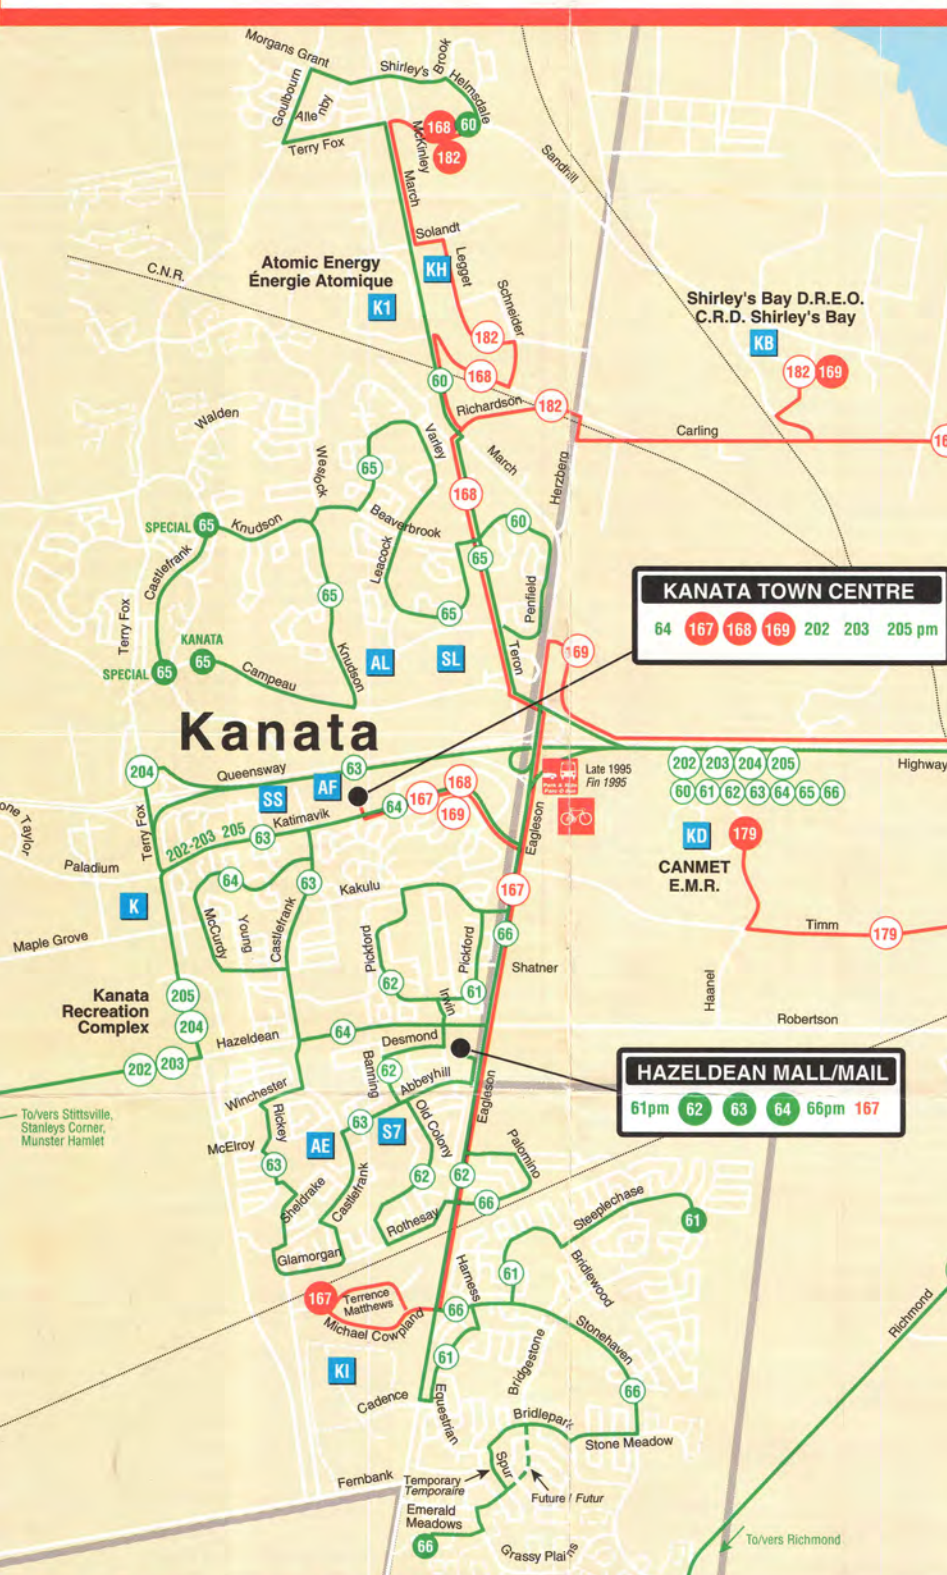 Morgans Grant
Shirley's
Brook
Helmsdale
Goulbourn
Allenby
Terry Fox
168
60
McKinley
182
March
Sandhill
Solandt
C.N.R.
Atomic Energy
Énergie Atomique
KH
Legget
K1
Schneider
Shirley's Bay D.R.E.O.
C.R.D. Shirley's Bay
KB
182
168
182
169
60
Richardson
182
Carling
Walden
Varley
March
Weslock
65
Herzberg
168
SPECIAL
65
Knudson
Beaverbrook
60
Leacock
65
Castlefrank
65
65
Penfield
KANATA TOWN CENTRE
64 167 168 169 202 203 205 pm
Terry Fox
KANATA
65
SPECIAL
65
Campeau
Knudson
AL
SL
Teron
169
Kanata
204
Queensway
63
Late 1995
Fin 1995
202 203 204 205
60 61 62 63 64 65 66
Highway
SS
AF
64
167
168
169
Katimavik
Terry Fox
202-203 205
63
Eagleson
KD
179
CANMET
E.M.R.
Paladium
64
63
Kakulu
167
K
McCurdy
Young
Castlefrank
66
Timm
179
Maple Grove
Pickford
Pickford
Shatner
62
61
Irwin
Haanel
Kanata
Recreation
Complex
205
204
Hazeldean
64
Desmond
Robertson
202
203
Banning
62
Abbeyhill
HAZELDEAN MALL/MAIL
61pm 62 63 64 66pm 167
Winchester
Eagleson
To/vers Stittsville,
Stanleys Corner,
Munster Hamlet
Rickey
63
S7
Old Colony
McElroy
AE
Palomino
63
Sheldrake
Castlefrank
62
62
66
Rothesay
Steeplechase
61
Glamorgan
Harness
61
Bridlewood
167
Terrence
Matthews
Michael Cowpland
66
Stonehaven
Richmond
KI
61
Bridgestone
66
Cadence
Equestrian
Bridlepark
Stone Meadow
Spur
Fernbank
Temporary
Temporaire
Future / Futur
Emerald
Meadows
66
Grassy Plains
To/vers Richmond